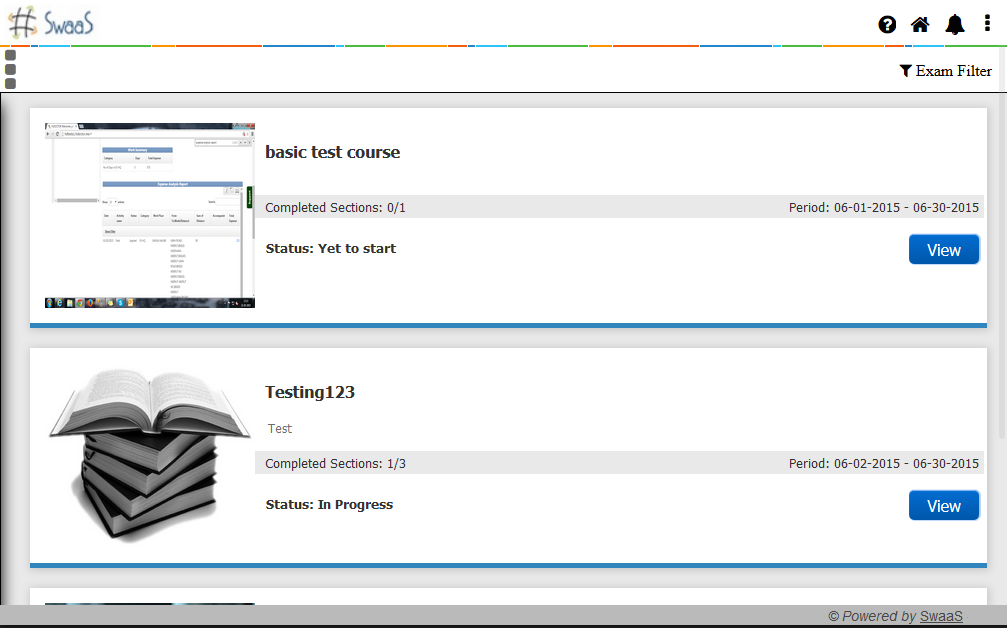 SwaaS
Exam Filter
basic test course
Completed Sections: 0/1
Period: 06-01-2015 - 06-30-2015
Status: Yet to start
View
Testing123
Test
Completed Sections: 1/3
Period: 06-02-2015 - 06-30-2015
Status: In Progress
View
© Powered by SwaaS